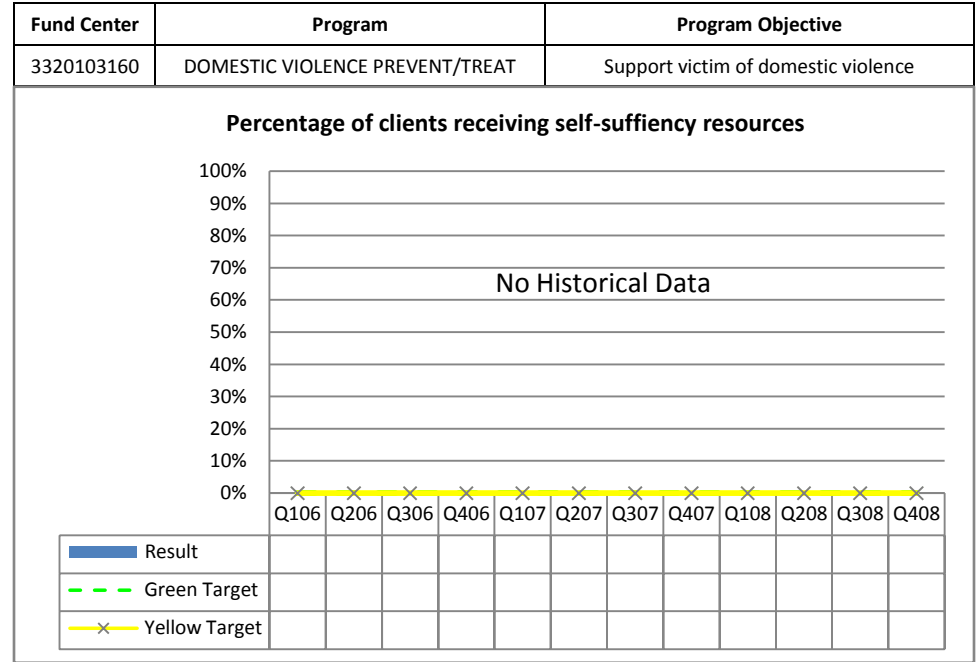 Fund Center Program Program Objective
3320103160 DOMESTIC VIOLENCE PREVENT/TREAT Support victim of domestic violence
Percentage of clients receiving self-suffiency resources
100%
90%
80%
70%
No Historical Data
60%
50%
40%
30%
20%
10%
0%
Q106 Q206 Q306 Q406 Q107 Q207 Q307 Q407 Q108 Q208 Q308 Q408
Result
Green Target
Yellow Target